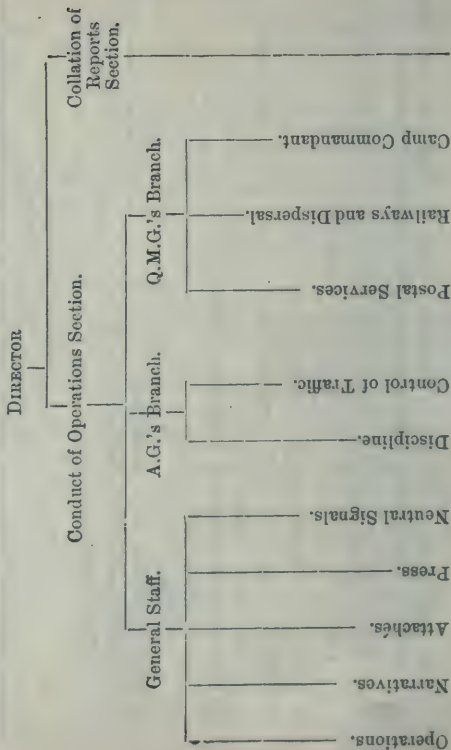 DIRECTOR
Conduct of Operations Section.
Collation of
Reports
Section.
General Staff.
A.G.'s Branch.
Q.M.G.'s Branch.
Operations.
Narratives.
Attachés.
Press.
Neutral Signals.
Discipline.
Control of Traffic.
Postal Services.
Railways and Dispersal.
Camp Commandant.